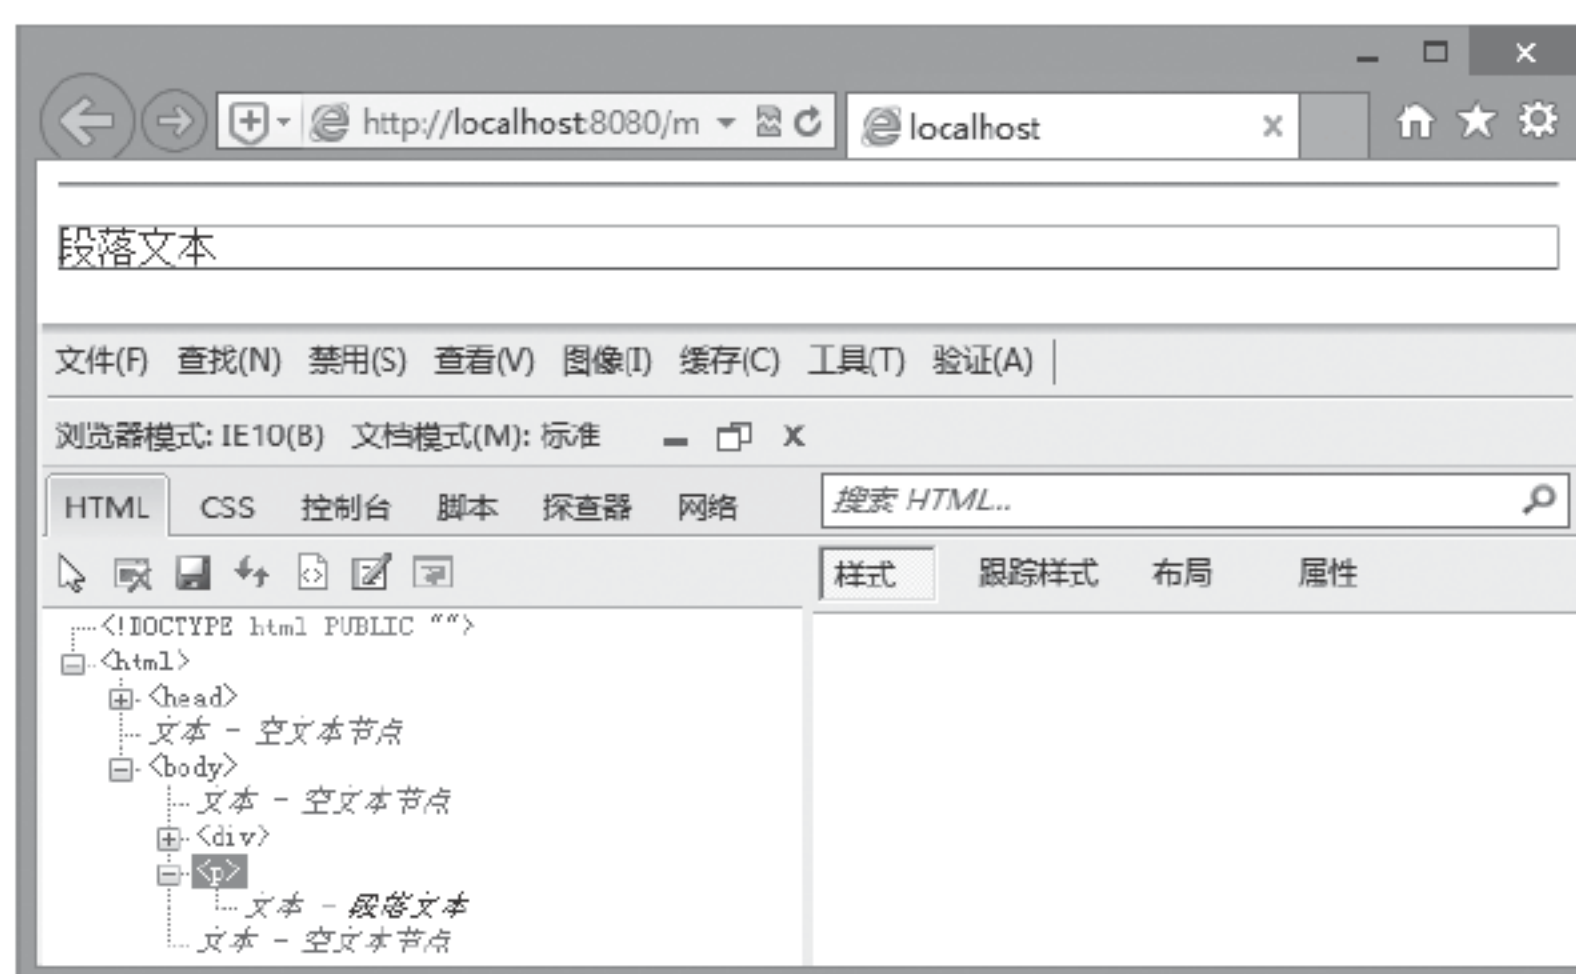 http://localhost:8080/m
localhost
段落文本
文件(F) 查找(N) 禁用(S) 查看(V) 图像(I) 缓存(C) 工具(T) 验证(A)
浏览器模式: IE10(B) 文档模式(M): 标准
HTML CSS 控制台 脚本 探查器 网络
搜索 HTML...
样式 跟踪样式 布局 属性
<!DOCTYPE html PUBLIC "">
<html>
<head>
文本 - 空文本节点
<body>
文本 - 空文本节点
<div>
<p>
文本 - 段落文本
文本 - 空文本节点